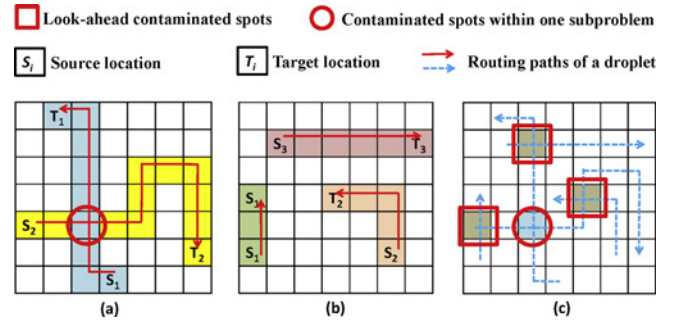 Look-ahead contaminated spots
Contaminated spots within one subproblem
Si Source location
Ti Target location
Routing paths of a droplet
T1
S2
T2
S1
(a)
S3
T3
S1
T2
S1
S2
(b)
(c)